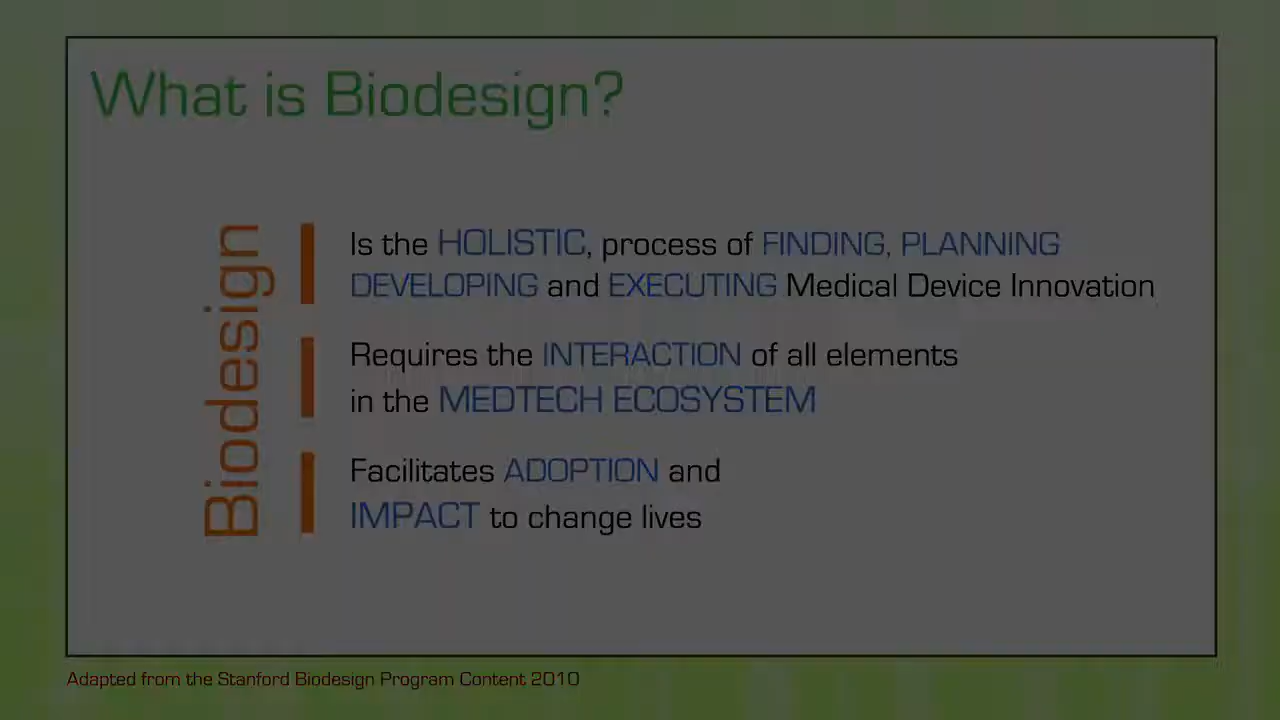 What is Biodesign?
Biodesign
Is the HOLISTIC, process of FINDING, PLANNING
DEVELOPING and EXECUTING Medical Device Innovation
Requires the INTERACTION of all elements
in the MEDTECH ECOSYSTEM
Facilitates ADOPTION and
IMPACT to change lives
Adapted from the Stanford Biodesign Program Content 2010